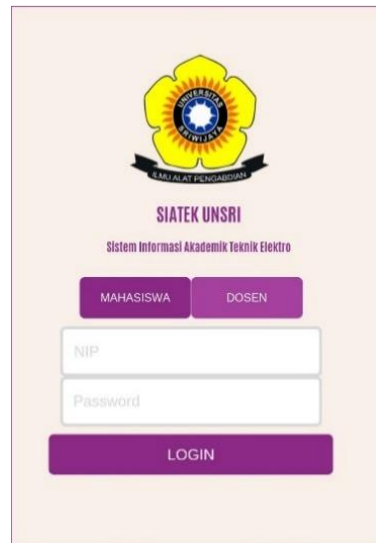 UNIVERSITAS
SRIWIJAYA
ILMU ALAT PENGABDIAN
SIATEK UNSRI
Sistem Informasi Akademik Teknik Elektro
MAHASISWA
DOSEN
NIP
Password
LOGIN